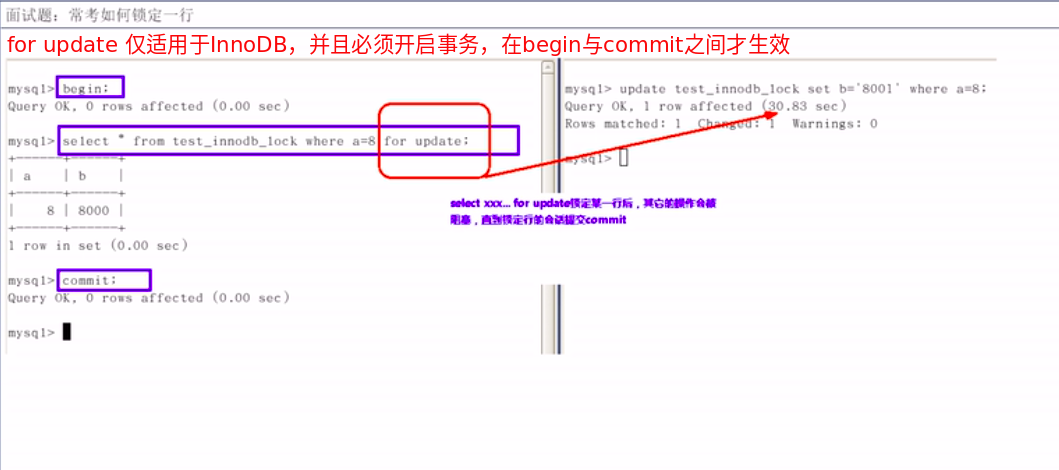 面试题：常考如何锁定一行
for update 仅适用于InnoDB，并且必须开启事务，在begin与commit之间才生效
mysql> begin;
Query OK, 0 rows affected (0.00 sec)
mysql> select * from test_innodb_lock where a=8 for update;
+------+------+
| a    | b    |
+------+------+
|    8 | 8000 |
+------+------+
1 row in set (0.00 sec)
mysql> commit;
Query OK, 0 rows affected (0.00 sec)
mysql>
mysql> update test_innodb_lock set b='8001' where a=8;
Query OK, 1 row affected (30.83 sec)
Rows matched: 1  Changed: 1  Warnings: 0
mysql>
select xxx... for update锁定某一行后，其它的操作会被
阻塞，直到锁定行的会话提交commit